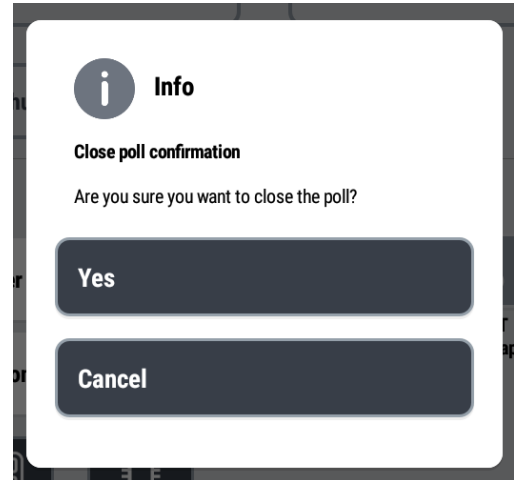 Info
Close poll confirmation
Are you sure you want to close the poll?
Yes
Cancel